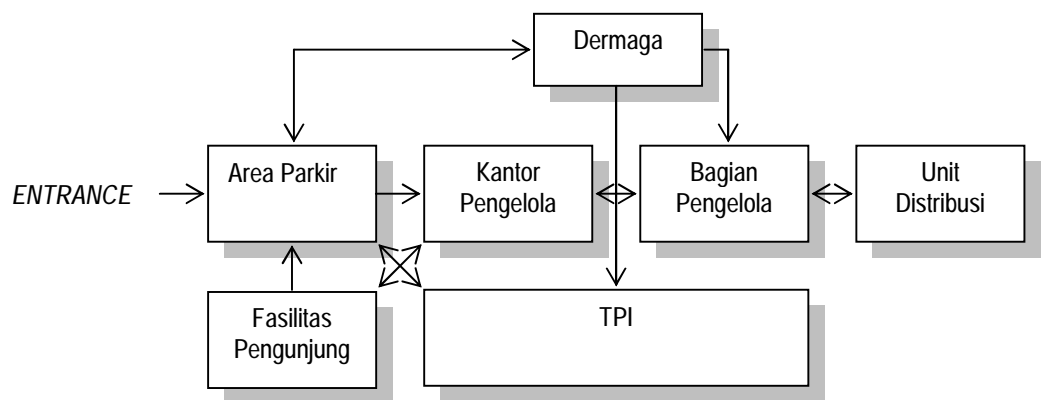 Dermaga
ENTRANCE
Area Parkir
Kantor
Pengelola
Bagian
Pengelola
Unit
Distribusi
Fasilitas
Pengunjung
TPI